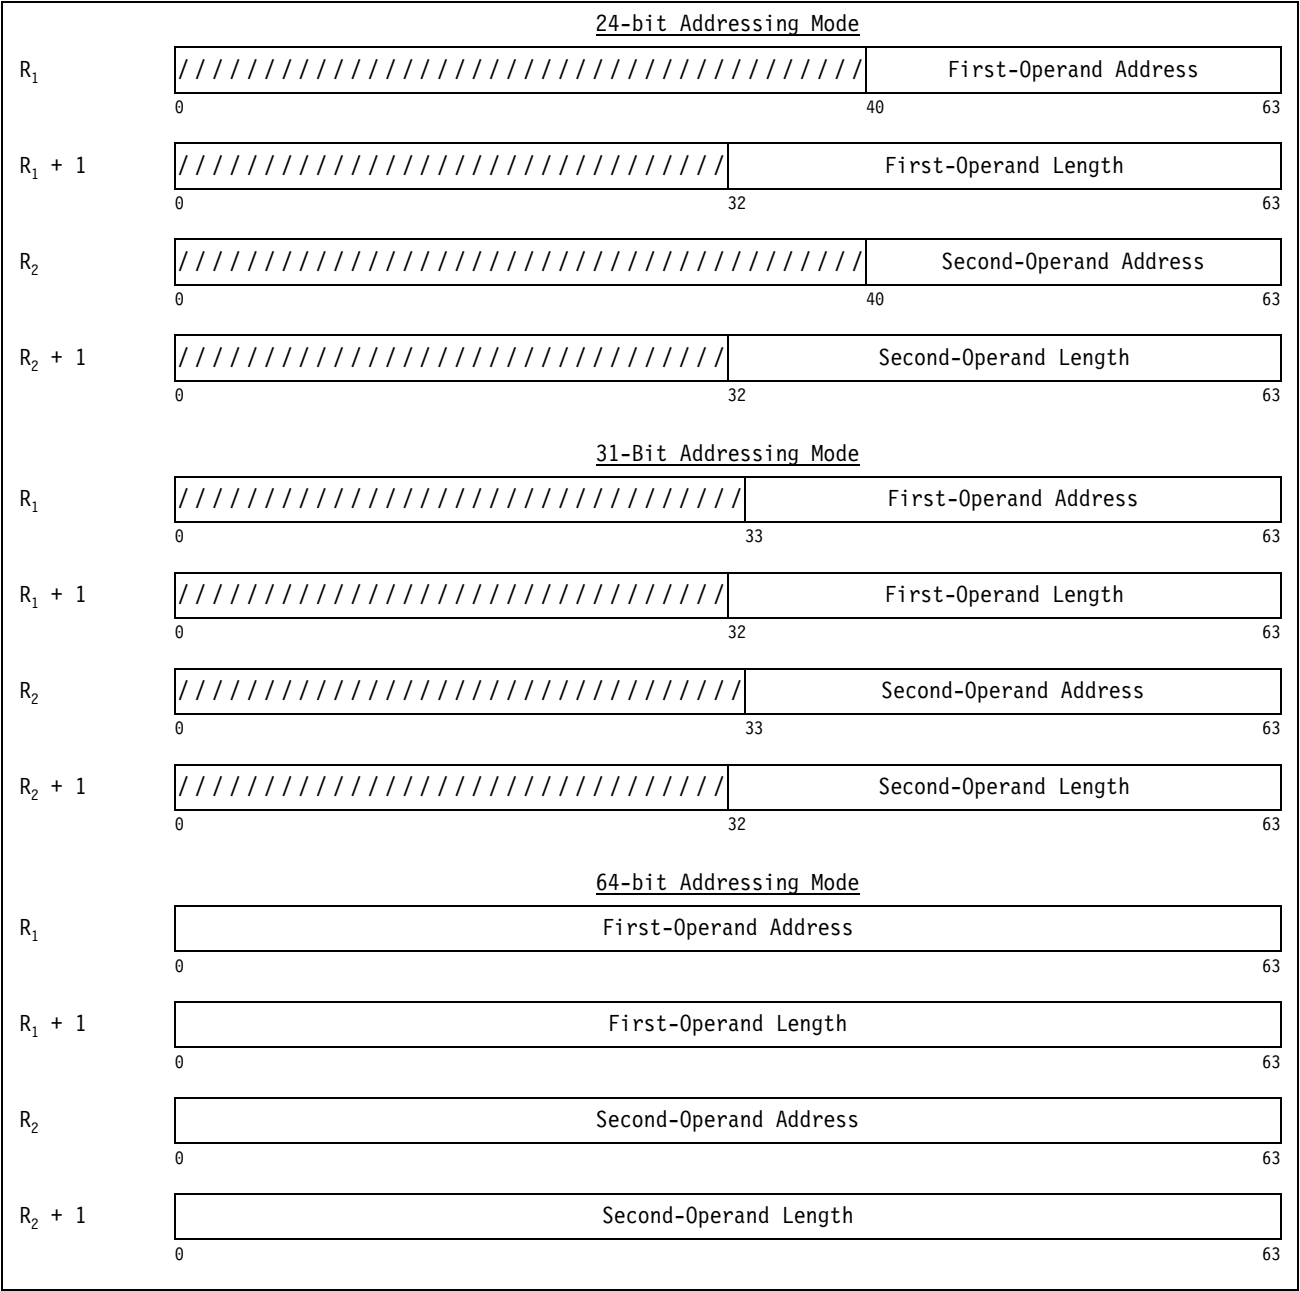 24-bit Addressing Mode
R1 //////////////////////////////////////// First-Operand Address
0 40 63
R1 + 1 //////////////////////////////// First-Operand Length
0 32 63
R2 //////////////////////////////////////// Second-Operand Address
0 40 63
R2 + 1 //////////////////////////////// Second-Operand Length
0 32 63
31-Bit Addressing Mode
R1 ///////////////////////////////// First-Operand Address
0 33 63
R1 + 1 //////////////////////////////// First-Operand Length
0 32 63
R2 ///////////////////////////////// Second-Operand Address
0 33 63
R2 + 1 //////////////////////////////// Second-Operand Length
0 32 63
64-bit Addressing Mode
R1 First-Operand Address
0 63
R1 + 1 First-Operand Length
0 63
R2 Second-Operand Address
0 63
R2 + 1 Second-Operand Length
0 63